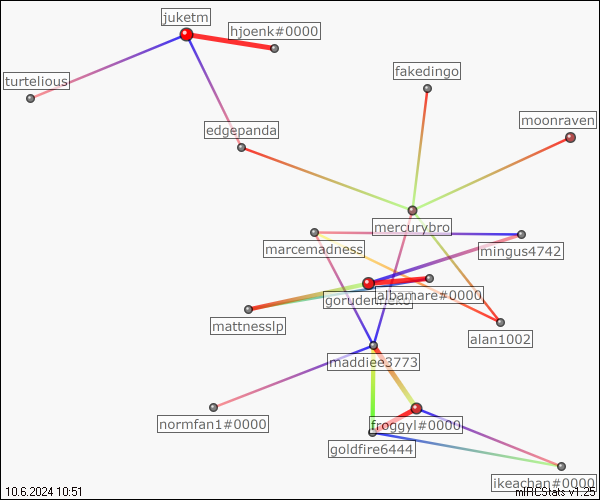 juketm
hjoenk#0000
turtelious
fakedingo
moonraven
edgepanda
mercurybro
marcemadness
mingus4742
albamare#0000
mattnesslp
alan1002
maddiee3773
normfan1#0000
froggyl#0000
goldfire6444
ikeachan#0000
10.6.2024 10:51
mIRCStats v1.25